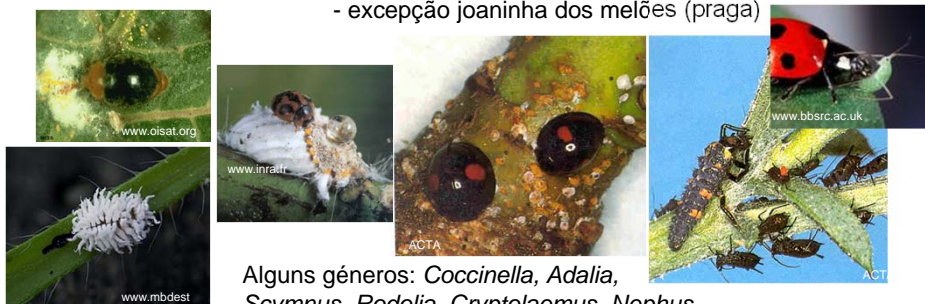 - excepção joaninha dos melões (praga)
www.oisat.org
www.inra.fr
www.bbsrc.ac.uk
ACTA
www.mbdest
Alguns géneros: Coccinella, Adalia,
Scymnus, Rodolia, Cryptolaemus, Nephus